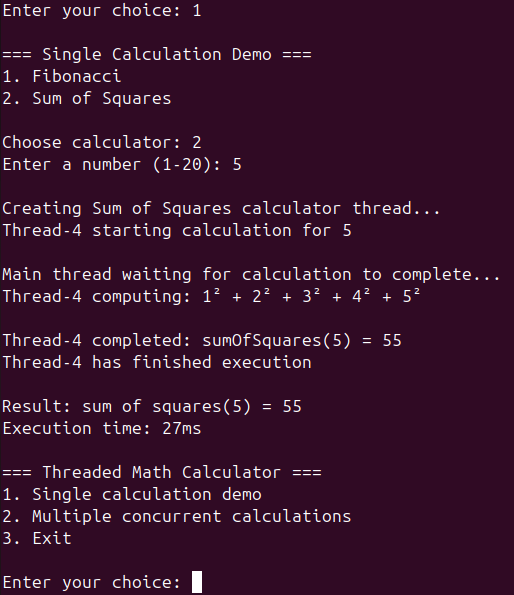 Enter your choice: 1
=== Single Calculation Demo ===
1. Fibonacci
2. Sum of Squares
Choose calculator: 2
Enter a number (1-20): 5
Creating Sum of Squares calculator thread...
Thread-4 starting calculation for 5
Main thread waiting for calculation to complete...
Thread-4 computing: 1² + 2² + 3² + 4² + 5²
Thread-4 completed: sumOfSquares(5) = 55
Thread-4 has finished execution
Result: sum of squares(5) = 55
Execution time: 27ms
=== Threaded Math Calculator ===
1. Single calculation demo
2. Multiple concurrent calculations
3. Exit
Enter your choice: